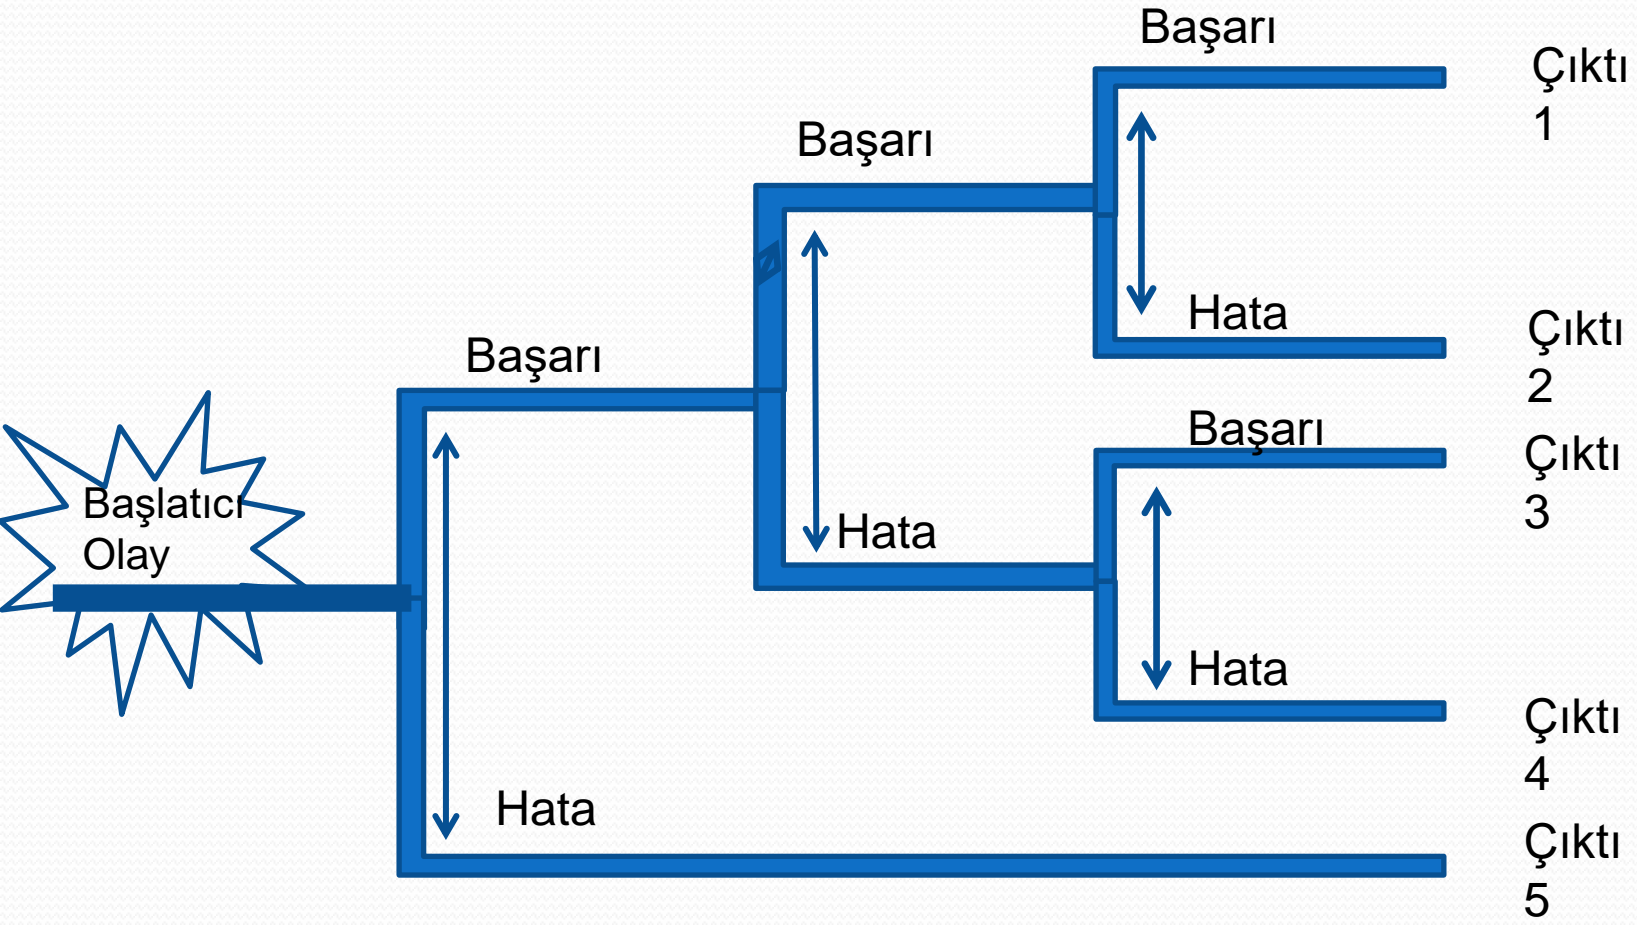 Başarı
Çıktı
1
Başarı
Hata
Çıktı
2
Başarı
Başarı
Çıktı
3
Başlatıcı
Olay
Hata
Hata
Çıktı
4
Hata
Çıktı
5